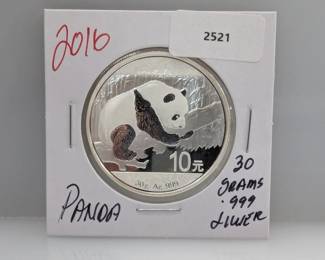 2016
2521
10元
30g Ag .999
PANDA
30
GRAMS
.999
SILVER